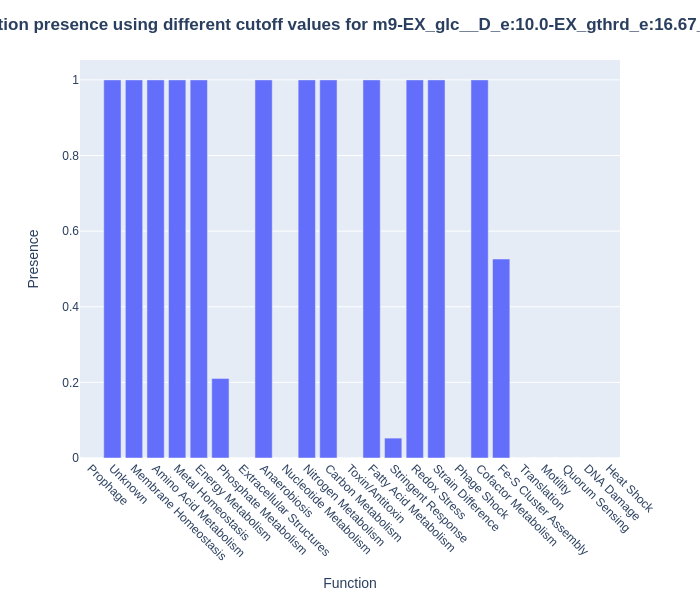 tion presence using different cutoff values for m9-EX_glc__D_e:10.0-EX_gthrd_e:16.67_
Presence
1
0.8
0.6
0.4
0.2
0
Prophage
Unknown
Membrane Homeostasis
Amino Acid Metabolism
Metal Homeostasis
Energy Metabolism
Phosphate Metabolism
Extracellular Structures
Anaerobiosis
Nucleotide Metabolism
Nitrogen Metabolism
Carbon Metabolism
Toxin/Antitoxin
Fatty Acid Metabolism
Stringent Response
Redox Stress
Strain Difference
Phage Shock
Cofactor Metabolism
Fe-S Cluster Assembly
Translation
Motility
Quorum Sensing
DNA Damage
Heat Shock
Function